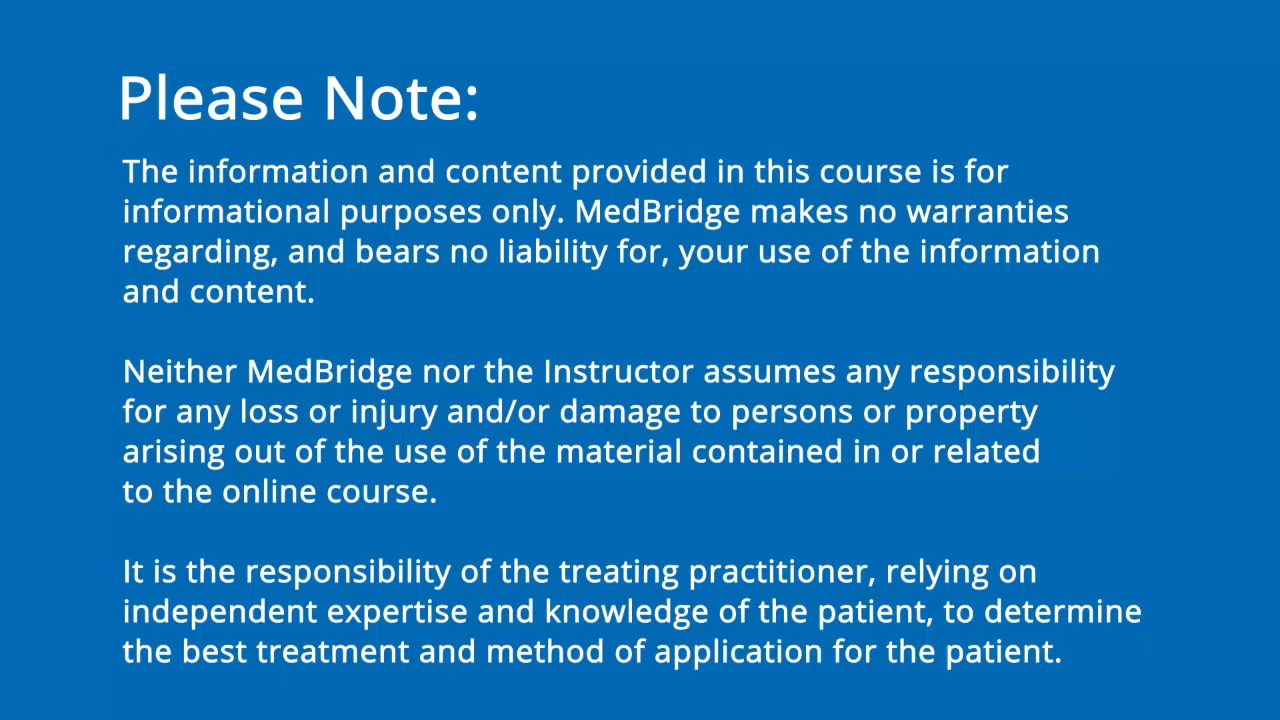 Please Note:
The information and content provided in this course is for
informational purposes only. MedBridge makes no warranties
regarding, and bears no liability for, your use of the information
and content.
Neither MedBridge nor the Instructor assumes any responsibility
for any loss or injury and/or damage to persons or property
arising out of the use of the material contained in or related
to the online course.
It is the responsibility of the treating practitioner, relying on
independent expertise and knowledge of the patient, to determine
the best treatment and method of application for the patient.